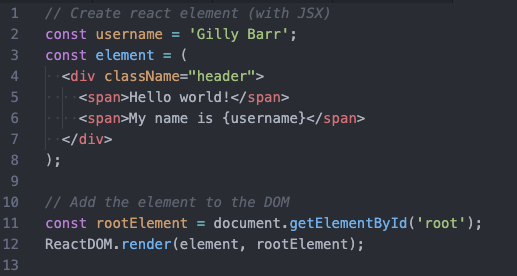 1 // Create react element (with JSX)
2 const username = 'Gilly Barr';
3 const element = (
4   <div className="header">
5     <span>Hello world!</span>
6     <span>My name is {username}</span>
7   </div>
8 );
9
10 // Add the element to the DOM
11 const rootElement = document.getElementById('root');
12 ReactDOM.render(element, rootElement);
13